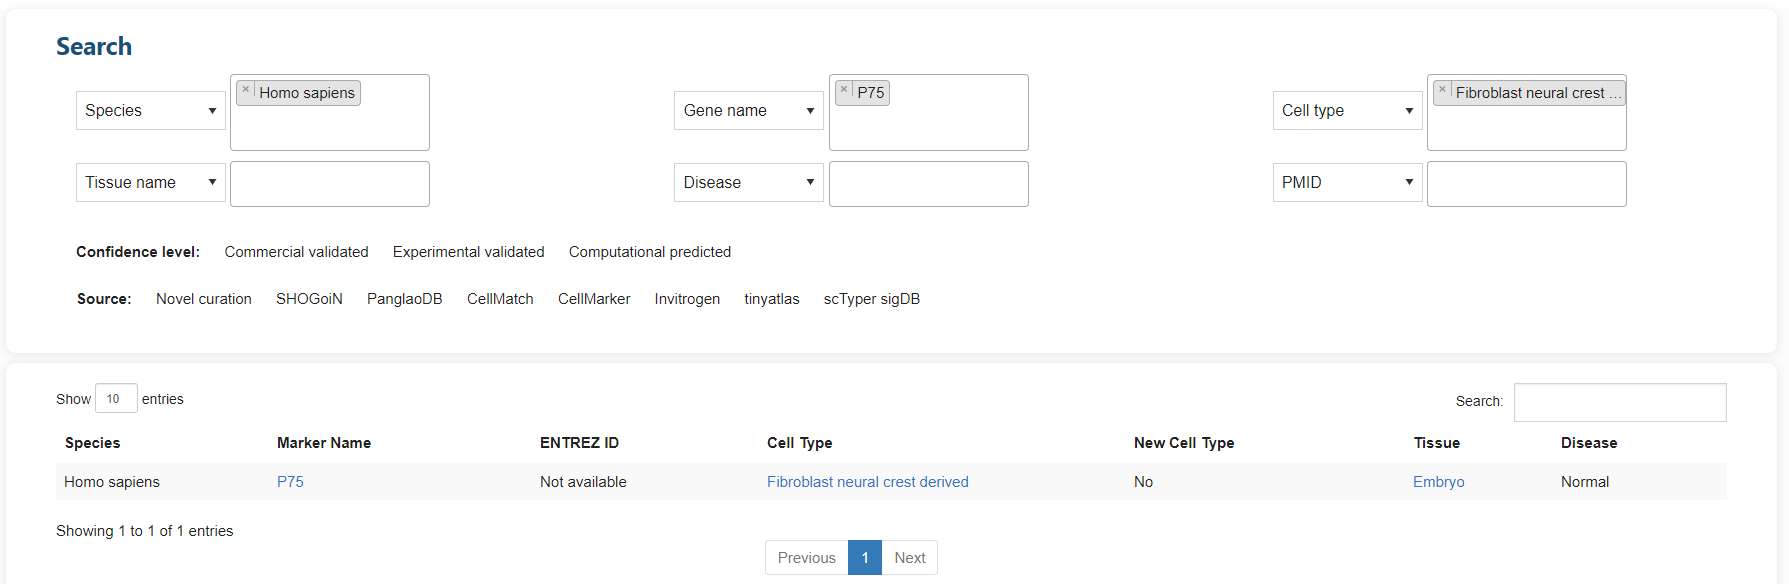 Search
Species × Homo sapiens Gene name × P75 Cell type × Fibroblast neural crest ...
Tissue name Disease PMID
Confidence level: Commercial validated Experimental validated Computational predicted
Source: Novel curation SHOGoiN PanglaoDB CellMatch CellMarker Invitrogen tinyatlas scTyper sigDB
Show 10 entries Search:
Species Marker Name ENTREZ ID Cell Type New Cell Type Tissue Disease
Homo sapiens P75 Not available Fibroblast neural crest derived No Embryo Normal
Showing 1 to 1 of 1 entries
Previous 1 Next